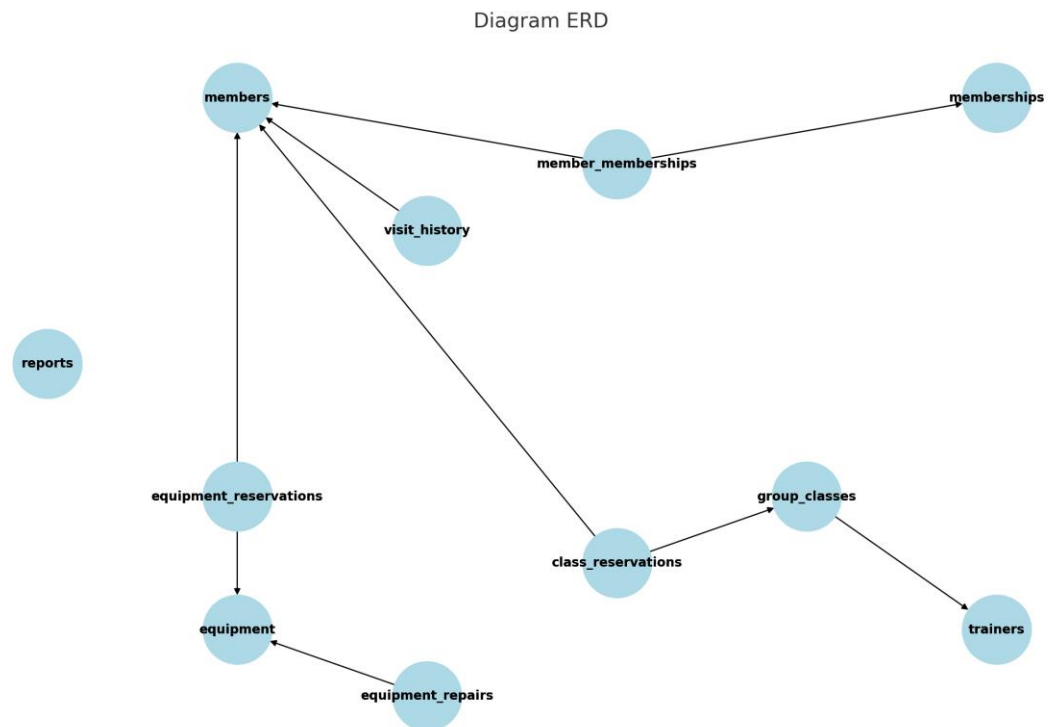 Diagram ERD
members
memberships
member_memberships
visit_history
reports
equipment_reservations
group_classes
class_reservations
equipment
trainers
equipment_repairs